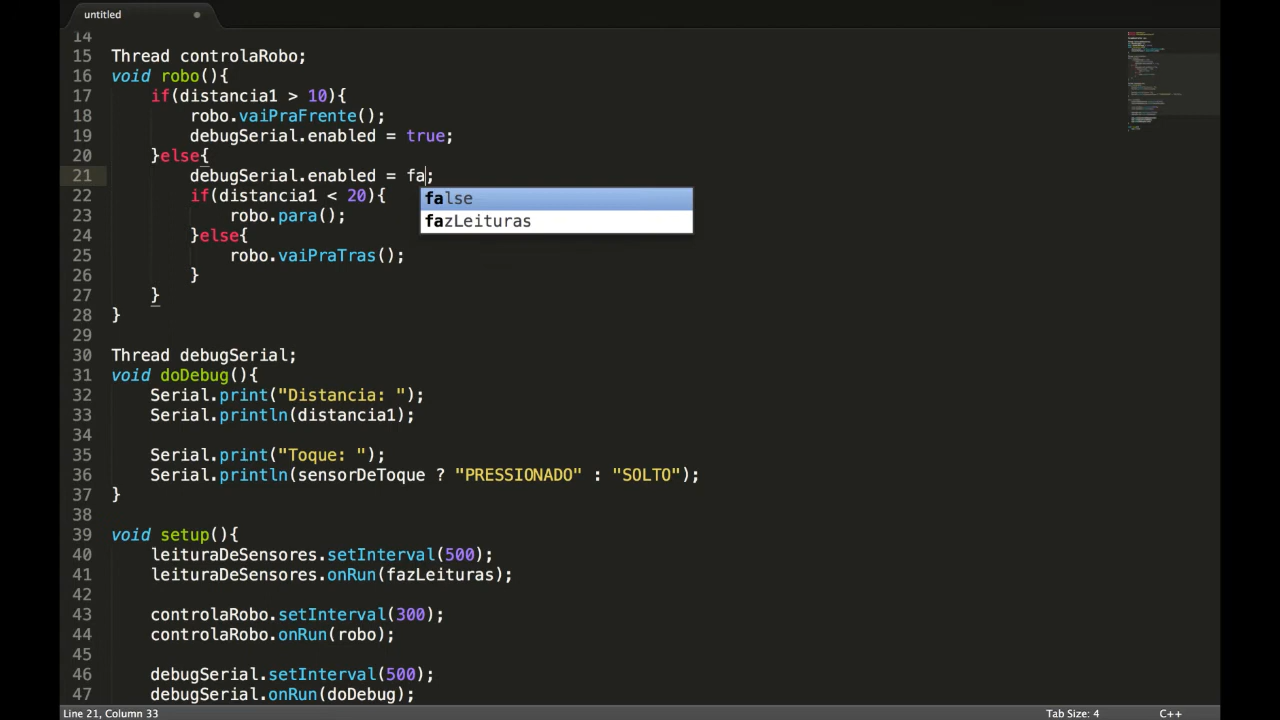 untitled
14
15 Thread controlaRobo;
16 void robo(){
17 if(distancia1 > 10){
18 robo.vaiPraFrente();
19 debugSerial.enabled = true;
20 }else{
21 debugSerial.enabled = fa;
false
22 if(distancia1 < 20){
fazLeituras
23 robo.para();
24 }else{
25 robo.vaiPraTras();
26 }
27 }
28 }
29
30 Thread debugSerial;
31 void doDebug(){
32 Serial.print("Distancia: ");
33 Serial.println(distancia1);
34
35 Serial.print("Toque: ");
36 Serial.println(sensorDeToque ? "PRESSIONADO" : "SOLTO");
37 }
38
39 void setup(){
40 leituraDeSensores.setInterval(500);
41 leituraDeSensores.onRun(fazLeituras);
42
43 controlaRobo.setInterval(300);
44 controlaRobo.onRun(robo);
45
46 debugSerial.setInterval(500);
47 debugSerial.onRun(doDebug);
Line 21, Column 33 Tab Size: 4 C++